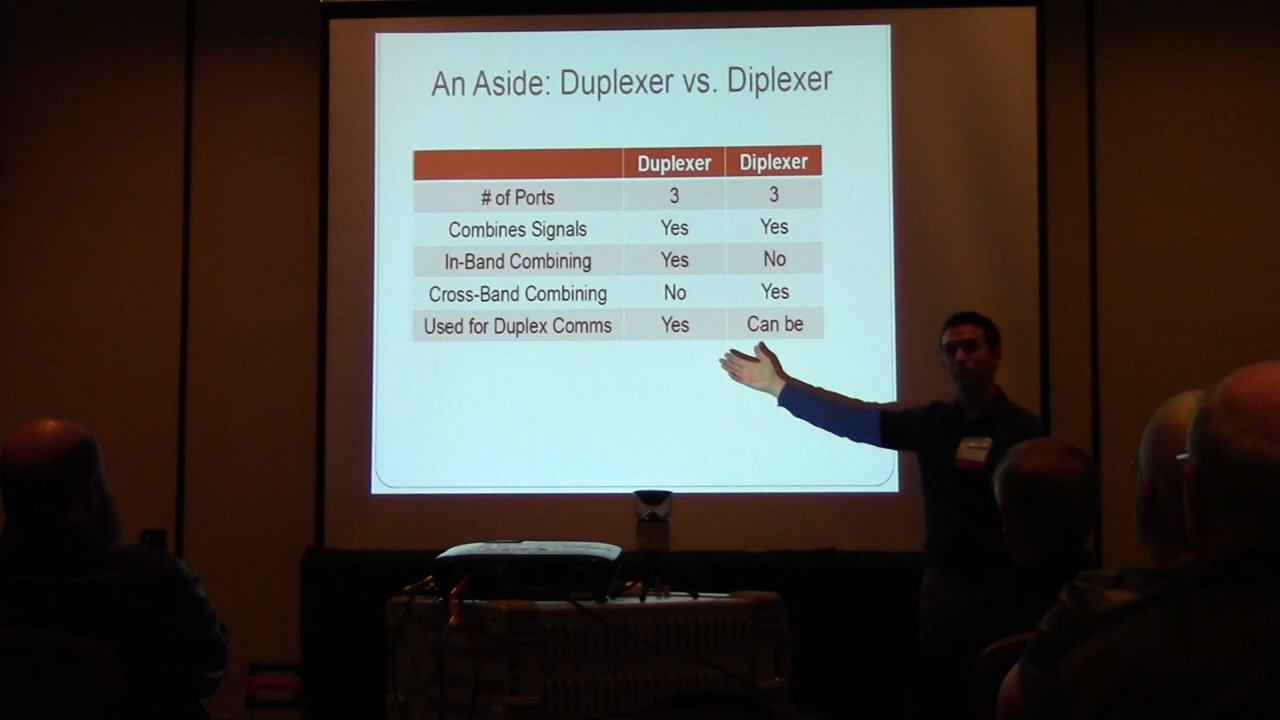 An Aside: Duplexer vs. Diplexer
Duplexer Diplexer
# of Ports 3 3
Combines Signals Yes Yes
In-Band Combining Yes No
Cross-Band Combining No Yes
Used for Duplex Comms Yes Can be